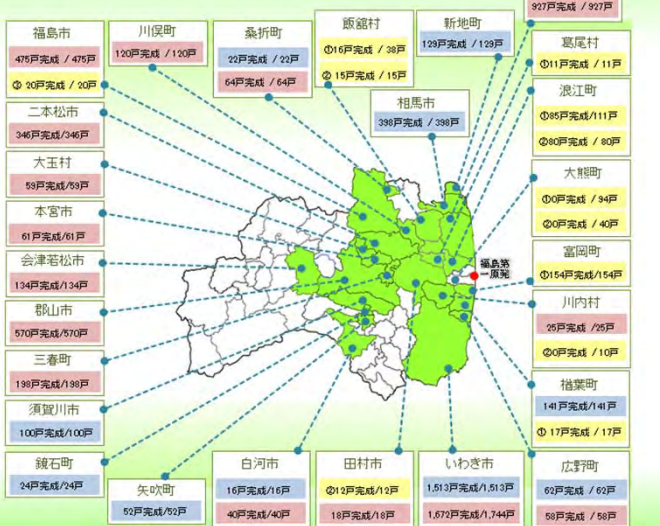 927戸完成 / 927戸
福島市
475戸完成 / 475戸
③ 20戸完成 / 20戸
川俣町
120戸完成 / 120戸
桑折町
22戸完成 / 22戸
64戸完成 / 64戸
飯舘村
①16戸完成 / 38戸
② 15戸完成 / 15戸
新地町
129戸完成 / 129戸
相馬市
398戸完成 / 398戸
葛尾村
①11戸完成 / 11戸
浪江町
①85戸完成/111戸
②80戸完成 / 80戸
大熊町
①0戸完成 / 94戸
②0戸完成 / 40戸
富岡町
①154戸完成/154戸
川内村
25戸完成 /25戸
②0戸完成 / 10戸
楢葉町
141戸完成/141戸
① 17戸完成 / 17戸
広野町
62戸完成 / 62戸
58戸完成 / 58戸
二本松市
346戸完成/346戸
大玉村
59戸完成/59戸
本宮市
61戸完成/61戸
会津若松市
134戸完成/134戸
郡山市
570戸完成/570戸
三春町
198戸完成/198戸
須賀川市
100戸完成/100戸
鏡石町
24戸完成/24戸
矢吹町
52戸完成/52戸
白河市
16戸完成/16戸
40戸完成/40戸
田村市
②12戸完成/12戸
18戸完成/18戸
いわき市
1,513戸完成/1,513戸
1,672戸完成/1,744戸
福島第
一原発